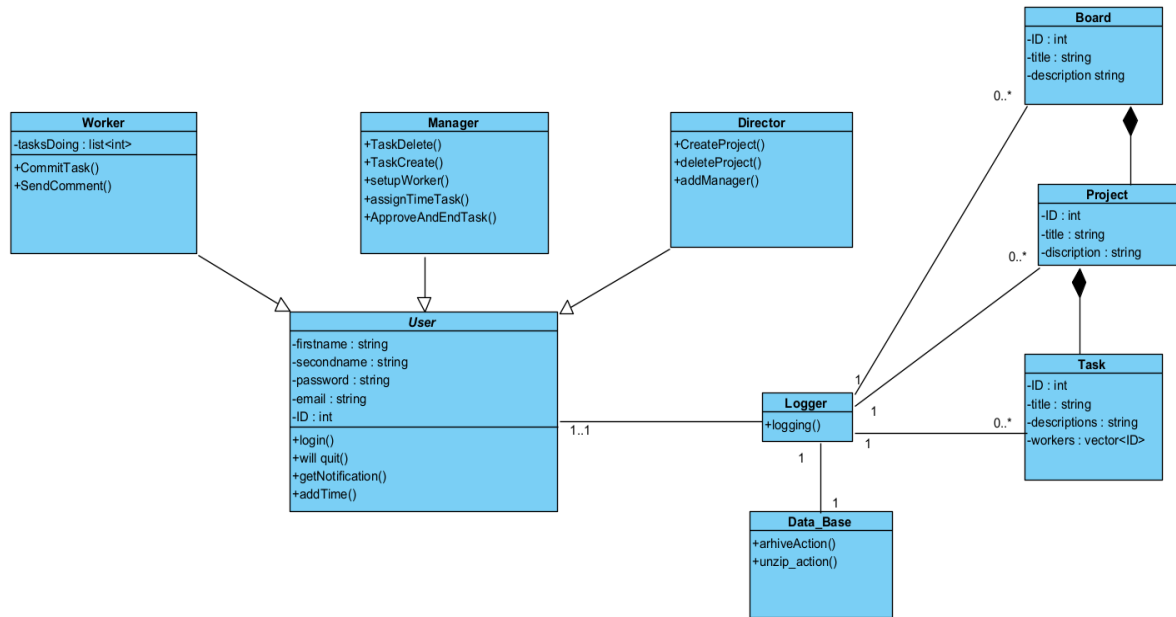 Board
-ID : int
-title : string
-description string
0..*
Worker
-tasksDoing : list<int>
+CommitTask()
+SendComment()
Manager
+TaskDelete()
+TaskCreate()
+setupWorker()
+assignTimeTask()
+ApproveAndEndTask()
Director
+CreateProject()
+deleteProject()
+addManager()
Project
-ID : int
-title : string
-discription : string
0..*
User
-firstname : string
-secondname : string
-password : string
-email : string
-ID : int
+login()
+will quit()
+getNotification()
+addTime()
1..1
Logger
+logging()
1
1
1
1
0..*
Task
-ID : int
-title : string
-descriptions : string
-workers : vector<ID>
1
Data_Base
+arhiveAction()
+unzip_action()